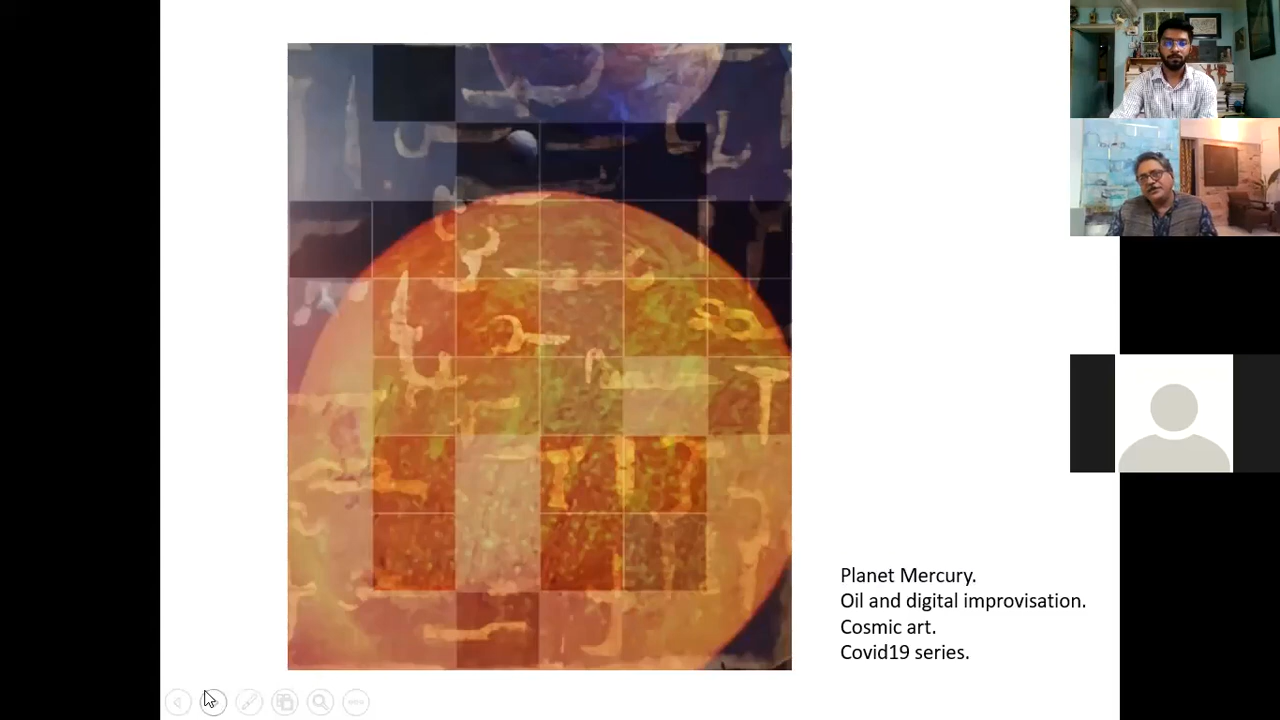 Planet Mercury.
Oil and digital improvisation.
Cosmic art.
Covid19 series.